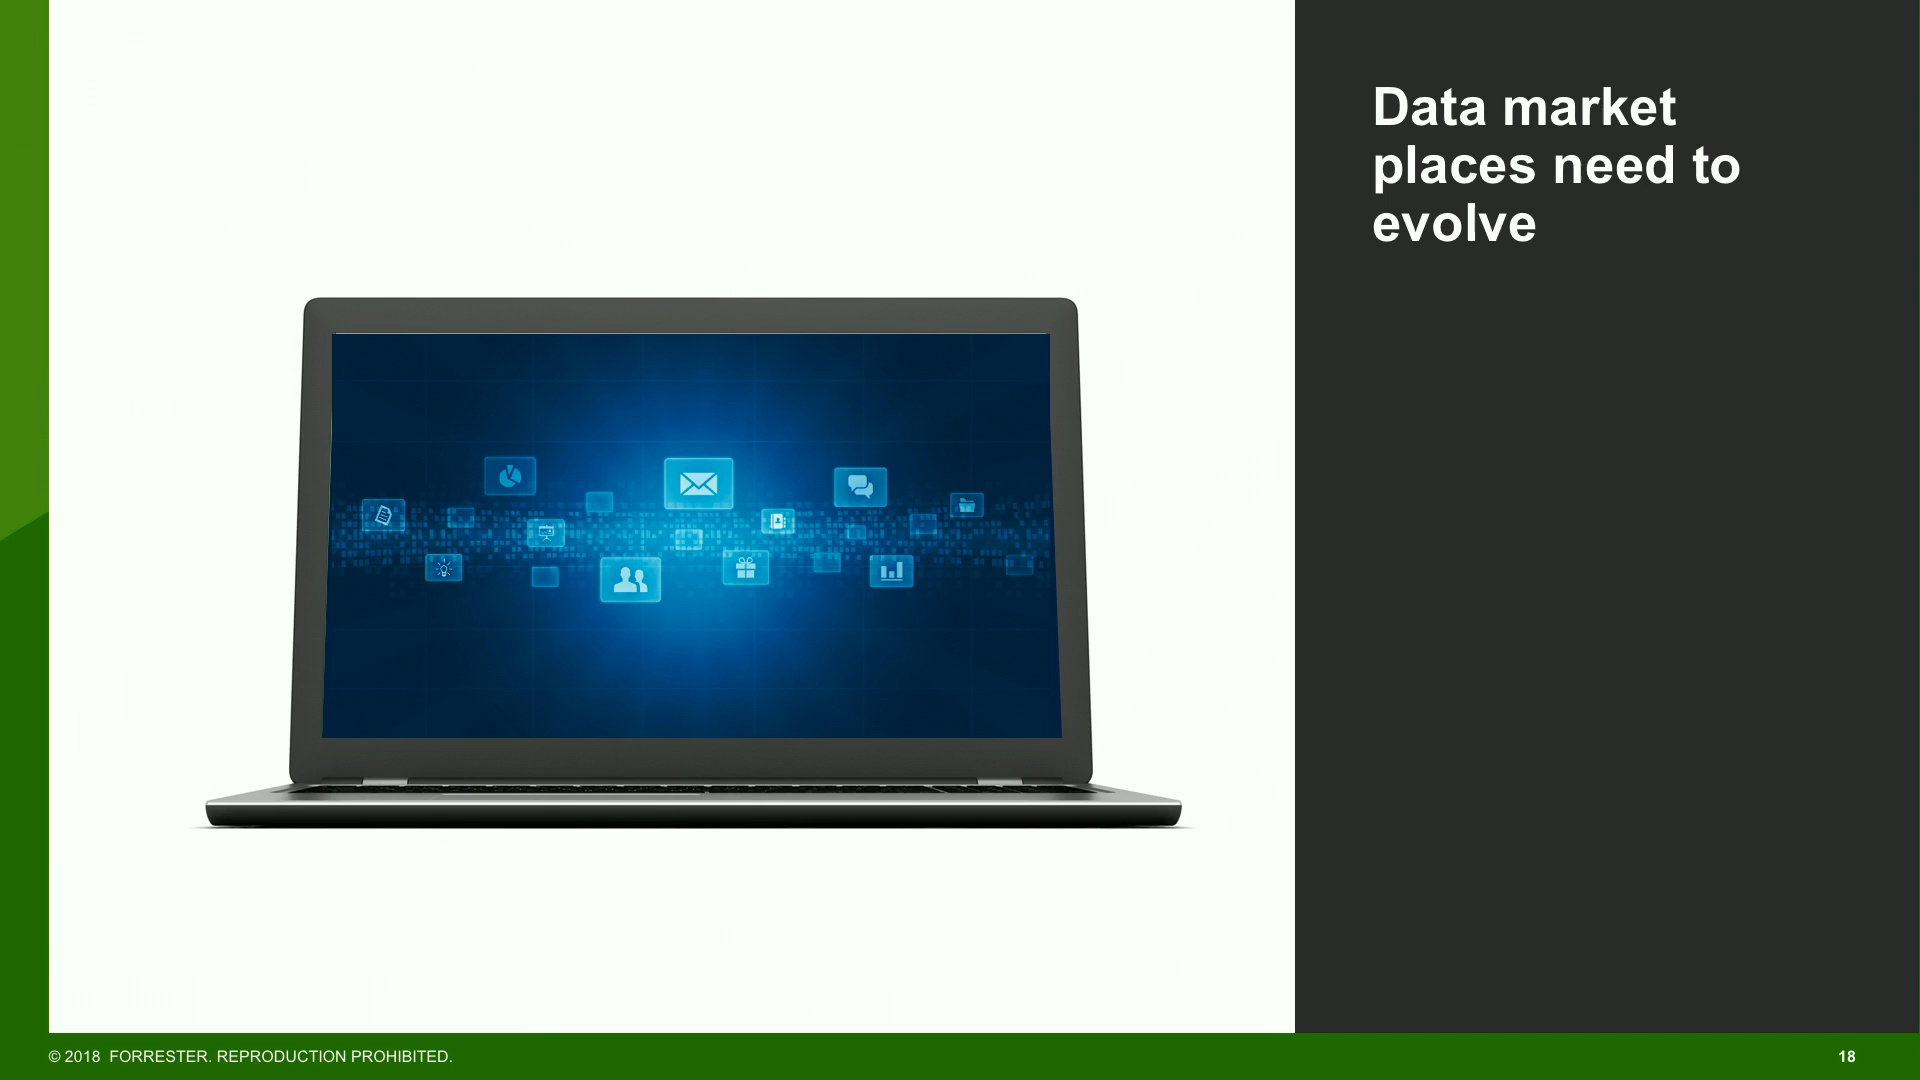 Data market
places need to
evolve
© 2018 FORRESTER. REPRODUCTION PROHIBITED.
18